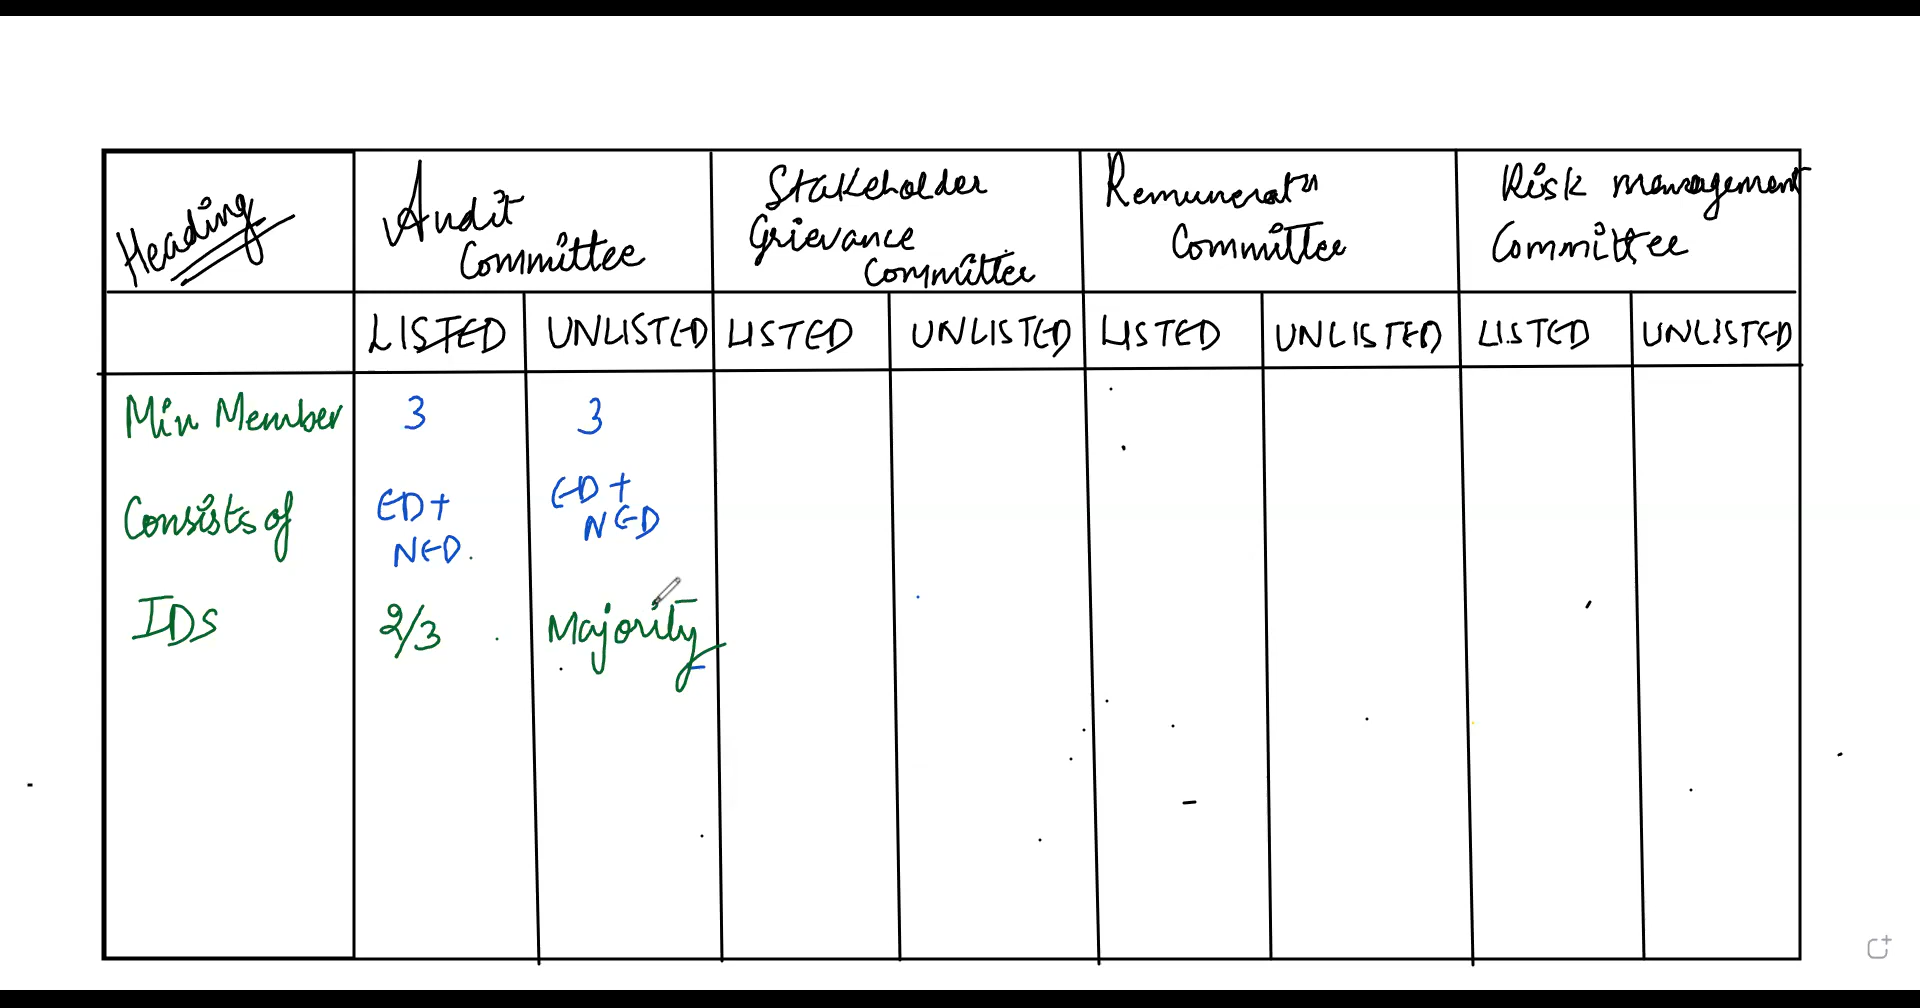 Heading
Audit
Committee
Stakeholder
Grievance
Committee
Remuneratn
Committee
Risk management
Committee
LISTED UNLISTED LISTED UNLISTED LISTED UNLISTED LISTED UNLISTED
Min Member 3 3
Consists of ED + NED. ED + NED
IDS 2/3 Majority